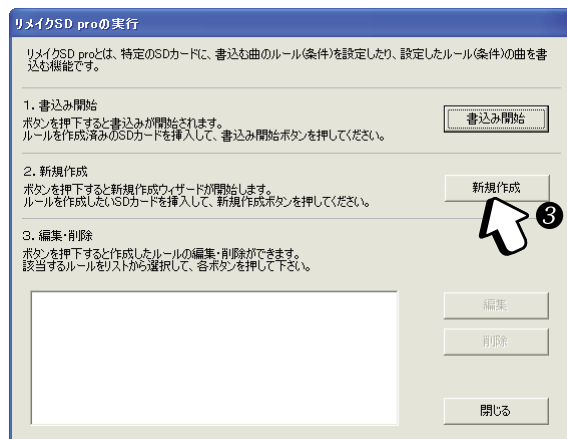 リメイクSD proの実行
リメイクSD proとは、特定のSDカードに、書込む曲のルール(条件)を設定したり、設定したルール(条件)の曲を書
込む機能です。
1. 書込み開始
ボタンを押下すると書込みが開始されます。
ルールを作成済みのSDカードを挿入して、書込み開始ボタンを押してください。
書込み開始
2. 新規作成
ボタンを押下すると新規作成ウィザードが開始します。
ルールを作成したいSDカードを挿入して、新規作成ボタンを押してください。
新規作成
3
3. 編集・削除
ボタンを押下すると作成したルールの編集・削除ができます。
該当するルールをリストから選択して、各ボタンを押して下さい。
編集
削除
閉じる